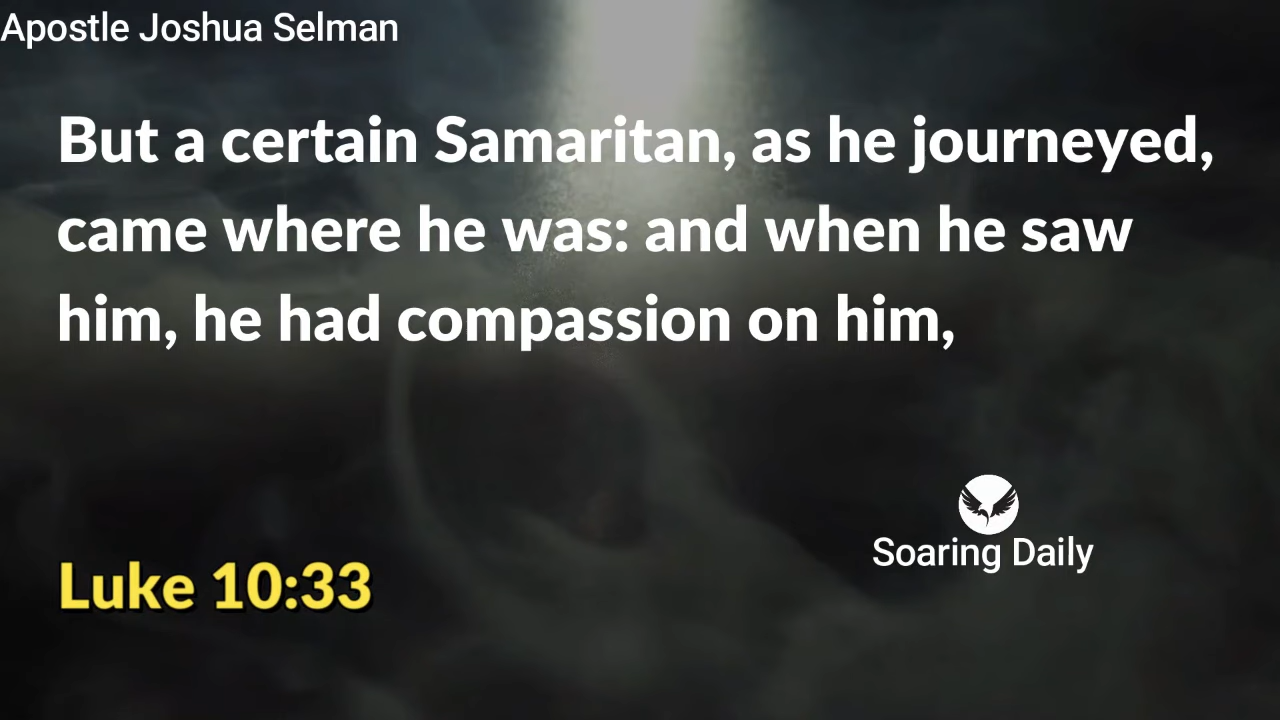 Apostle Joshua Selman
But a certain Samaritan, as he journeyed,
came where he was: and when he saw
him, he had compassion on him,
Soaring Daily
Luke 10:33